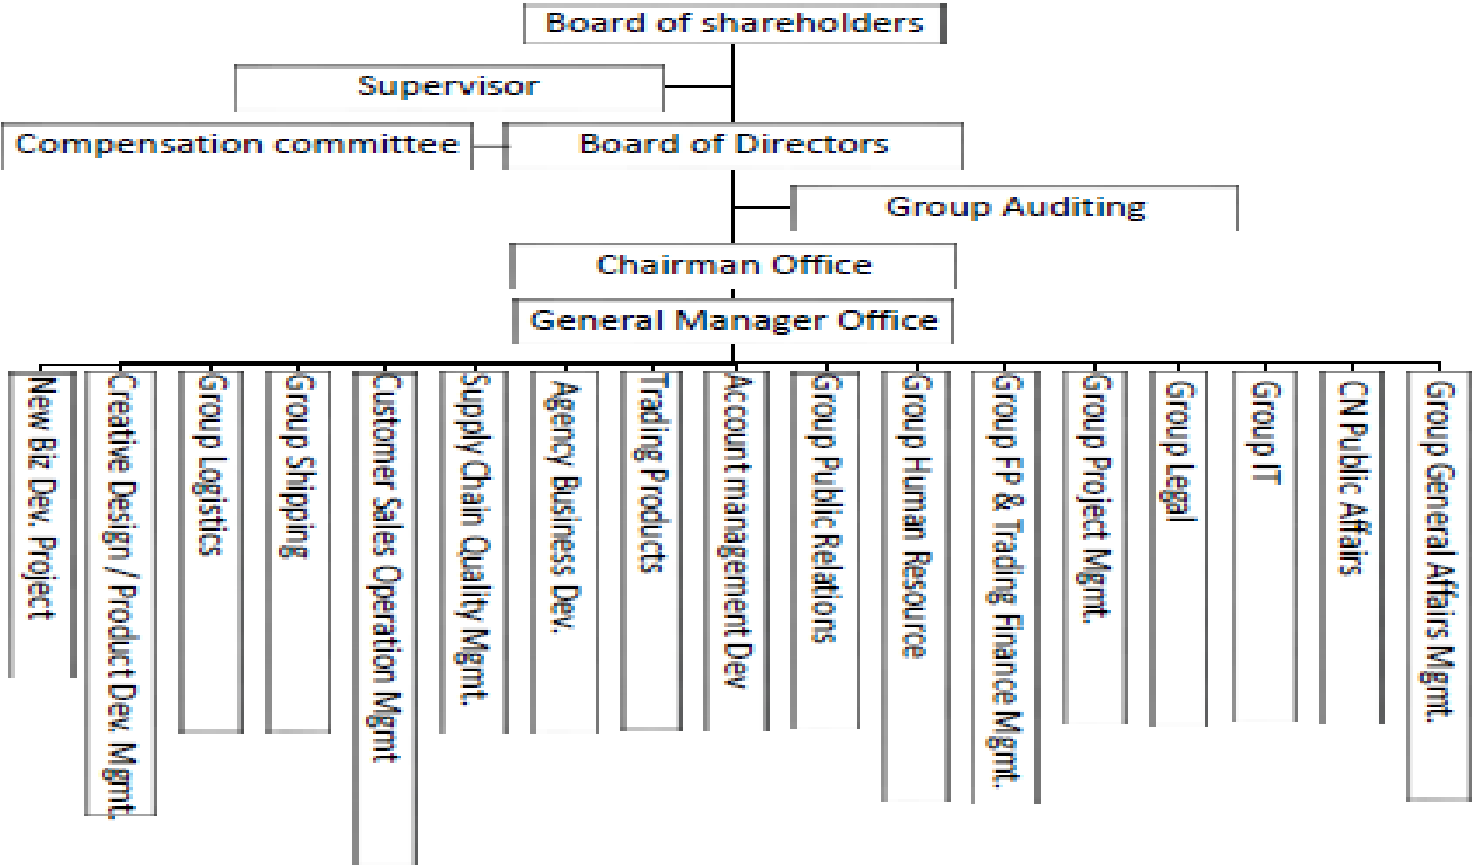 Board of shareholders
Supervisor
Compensation committee
Board of Directors
Group Auditing
Chairman Office
General Manager Office
New Biz Dev. Project
Creative Design / Product Dev. Mgmt.
Group Logistics
Group Shipping
Customer Sales Operation Mgmt
Supply Chain Quality Mgmt.
Agency Business Dev.
Trading Products
Account management Dev
Group Public Relations
Group Human Resource
Group FP & Trading Finance Mgmt.
Group Project Mgmt.
Group Legal
Group IT
CN Public Affairs
Group General Affairs Mgmt.